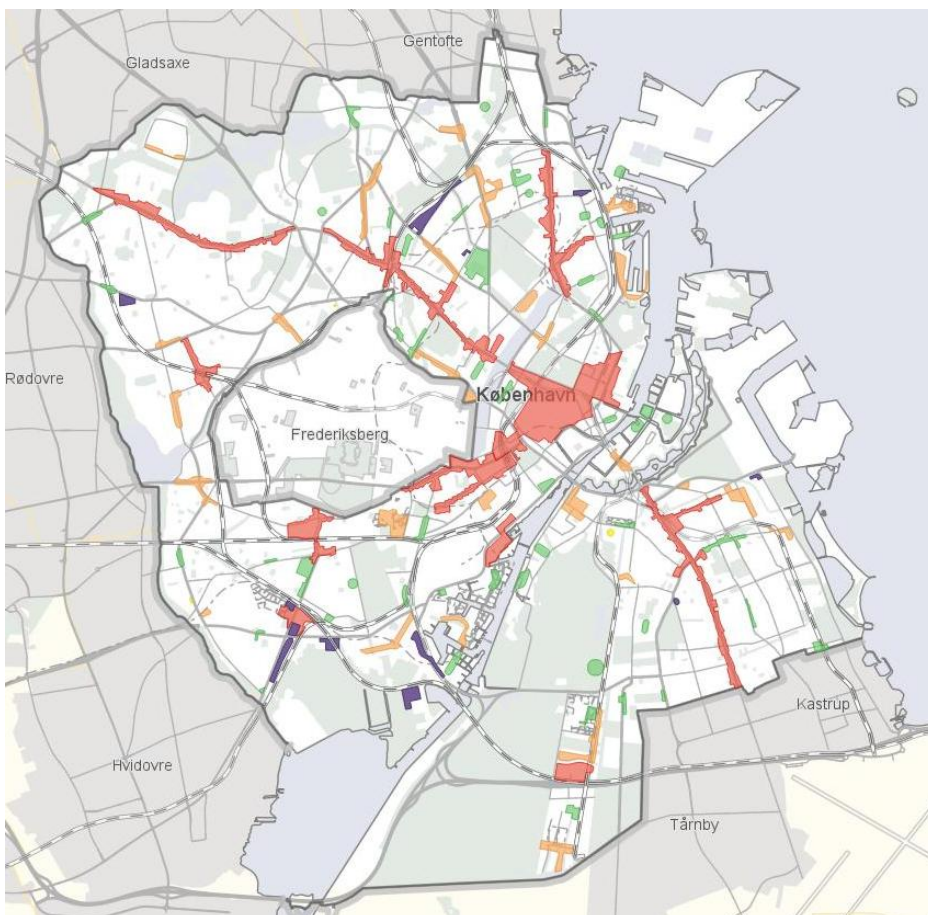 Gentofte
Gladsaxe
Rødovre
København
Frederiksberg
Kastrup
Hvidovre
Tårnby